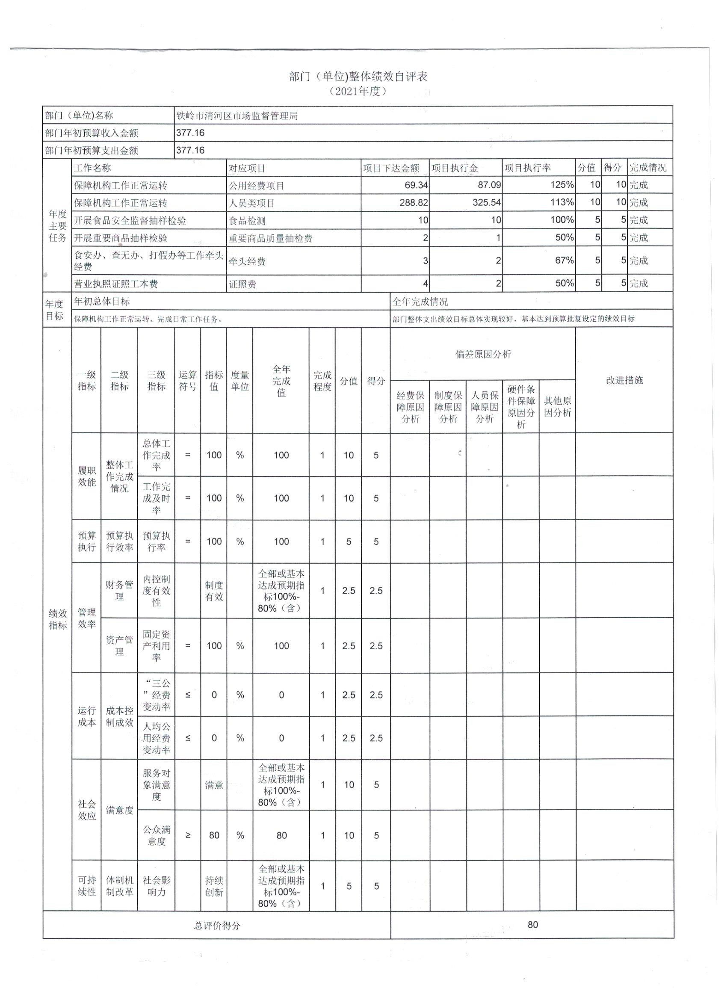 部门（单位)整体绩效自评表
（2021年度）
部门（单位)名称 铁岭市清河区市场监督管理局
部门年初预算收入金额 377.16
部门年初预算支出金额 377.16
年度主要任务 工作名称 对应项目 项目下达金额 项目执行金 项目执行率 分值 得分 完成情况
保障机构工作正常运转 公用经费项目 69.34 87.09 125% 10 10 完成
保障机构工作正常运转 人员类项目 288.82 325.54 113% 10 10 完成
开展食品安全监督抽样检验 食品检测 10 10 100% 5 5 完成
开展重要商品抽样检验 重要商品质量抽检费 2 1 50% 5 5 完成
食安办、查无办、打假办等工作牵头经费 牵头经费 3 2 67% 5 5 完成
营业执照证照工本费 证照费 4 2 50% 5 5 完成
年度目标 年初总体目标 全年完成情况
保障机构工作正常运转、完成日常工作任务。 部门整体支出绩效目标总体实现较好，基本达到预算批复设定的绩效目标
绩效指标 一级指标 二级指标 三级指标 运算符号 指标值 度量单位 全年完成值 完成程度 分值 得分 偏差原因分析 改进措施
经费保障原因分析 制度保障原因分析 人员保障原因分析 硬件条件保障原因分析 其他原因分析
履职效能 整体工作完成情况 总体工作完成率 = 100 % 100 1 10 5
工作完成及时率 = 100 % 100 1 10 5
预算执行 预算执行效率 预算执行率 = 100 % 100 1 5 5
管理效率 财务管理 内控制度有效性 制度有效 全部或基本达成预期指标100%-80%（含） 1 2.5 2.5
资产管理 固定资产利用率 = 100 % 100 1 2.5 2.5
运行成本 成本控制成效 “三公”经费变动率 ≤ 0 % 0 1 2.5 2.5
人均公用经费变动率 ≤ 0 % 0 1 2.5 2.5
社会效应 满意度 服务对象满意度 满意 全部或基本达成预期指标100%-80%（含） 1 10 5
公众满意度 ≥ 80 % 80 1 10 5
可持续性 体制机制改革 社会影响力 持续创新 全部或基本达成预期指标100%-80%（含） 1 5 5
总评价得分 80